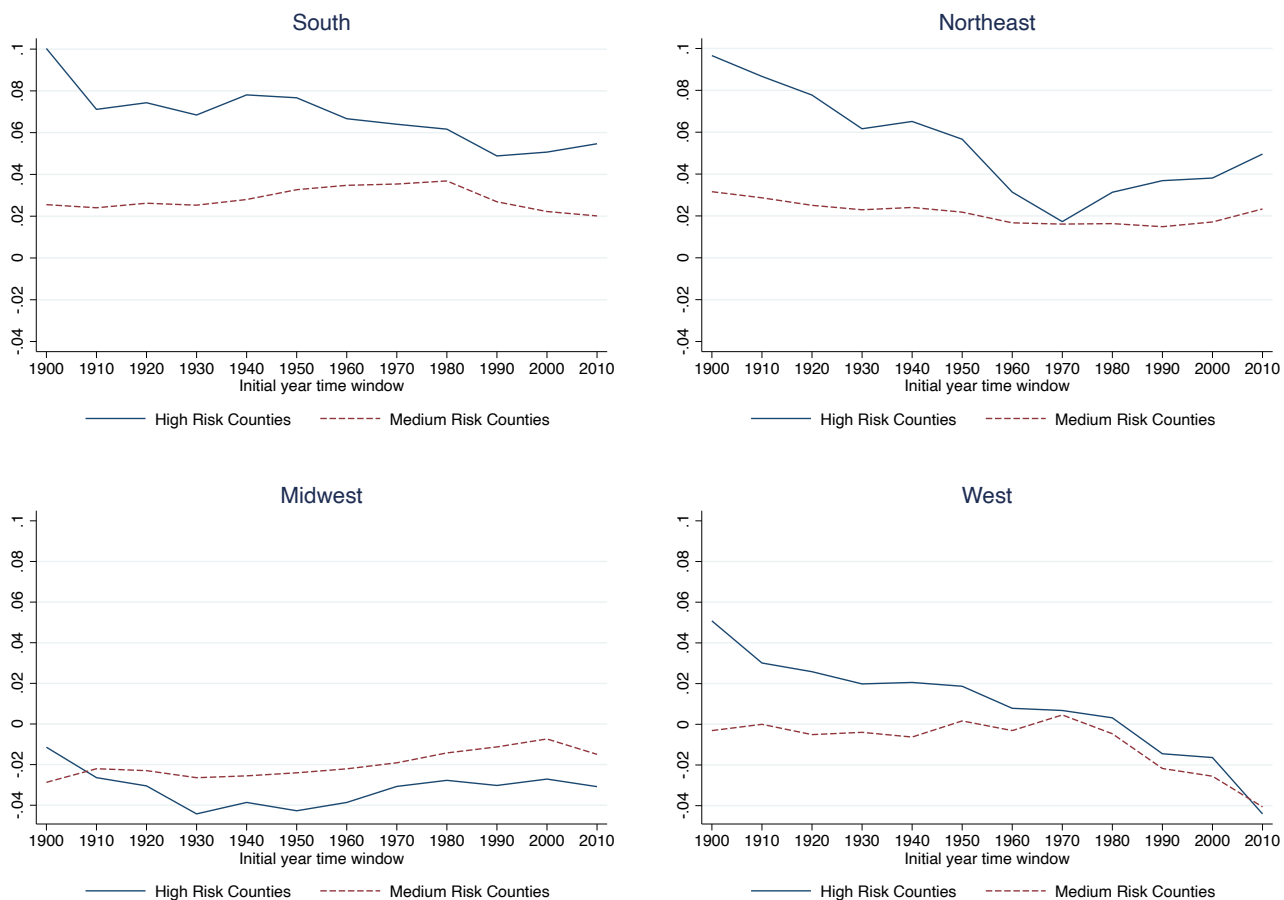 South
.1
.08
.06
.04
.02
0
-.02
-.04
1900 1910 1920 1930 1940 1950 1960 1970 1980 1990 2000 2010
Initial year time window
High Risk Counties Medium Risk Counties
Northeast
.1
.08
.06
.04
.02
0
-.02
-.04
1900 1910 1920 1930 1940 1950 1960 1970 1980 1990 2000 2010
Initial year time window
High Risk Counties Medium Risk Counties
Midwest
.1
.08
.06
.04
.02
0
-.02
-.04
1900 1910 1920 1930 1940 1950 1960 1970 1980 1990 2000 2010
Initial year time window
High Risk Counties Medium Risk Counties
West
.1
.08
.06
.04
.02
0
-.02
-.04
1900 1910 1920 1930 1940 1950 1960 1970 1980 1990 2000 2010
Initial year time window
High Risk Counties Medium Risk Counties